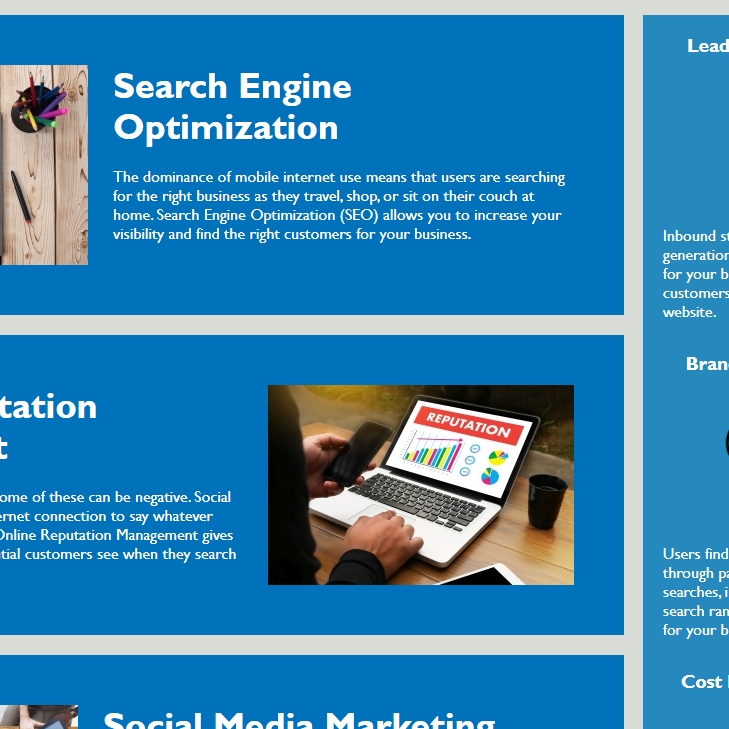 Search Engine
Optimization
The dominance of mobile internet use means that users are searching
for the right business as they travel, shop, or sit on their couch at
home. Search Engine Optimization (SEO) allows you to increase your
visibility and find the right customers for your business.
tation
t
ome of these can be negative. Social
ernet connection to say whatever
Online Reputation Management gives
ntial customers see when they search
REPUTATION
Social Media Marketing
Lead
Inbound st
generation
for your b
customers
website.
Bran
Users find
through pa
searches, i
search ran
for your b
Cost